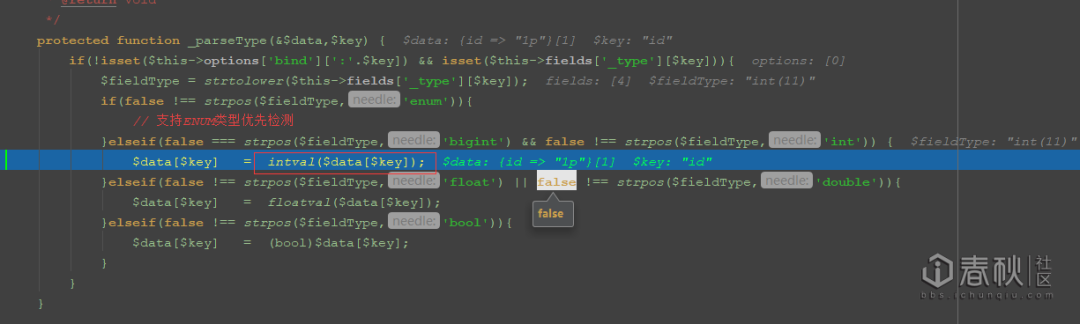 @return void
*/
protected function _parseType(&$data,$key) {  $data: {id => "1p"}[1]  $key: "id"
if(!isset($this->options['bind'][':'.$key]) && isset($this->fields['_type'][$key])){  options: [0]
$fieldType = strtolower($this->fields['_type'][$key]);  fields: [4]  $fieldType: "int(11)"
if(false !== strpos($fieldType, needle: 'enum')){
// 支持ENUM类型优先检测
}elseif(false === strpos($fieldType, needle: 'bigint') && false !== strpos($fieldType, needle: 'int')) {  $fieldType: "int(11)"
$data[$key]   =  intval($data[$key]);  $data: {id => "1p"}[1]  $key: "id"
}elseif(false !== strpos($fieldType, needle: 'float') || false !== strpos($fieldType, needle: 'double')){
false
$data[$key]   =  floatval($data[$key]);
}elseif(false !== strpos($fieldType, needle: 'bool')){
$data[$key]   =  (bool)$data[$key];
}
}
}
春秋 社区
bbs.ichunqiu.com